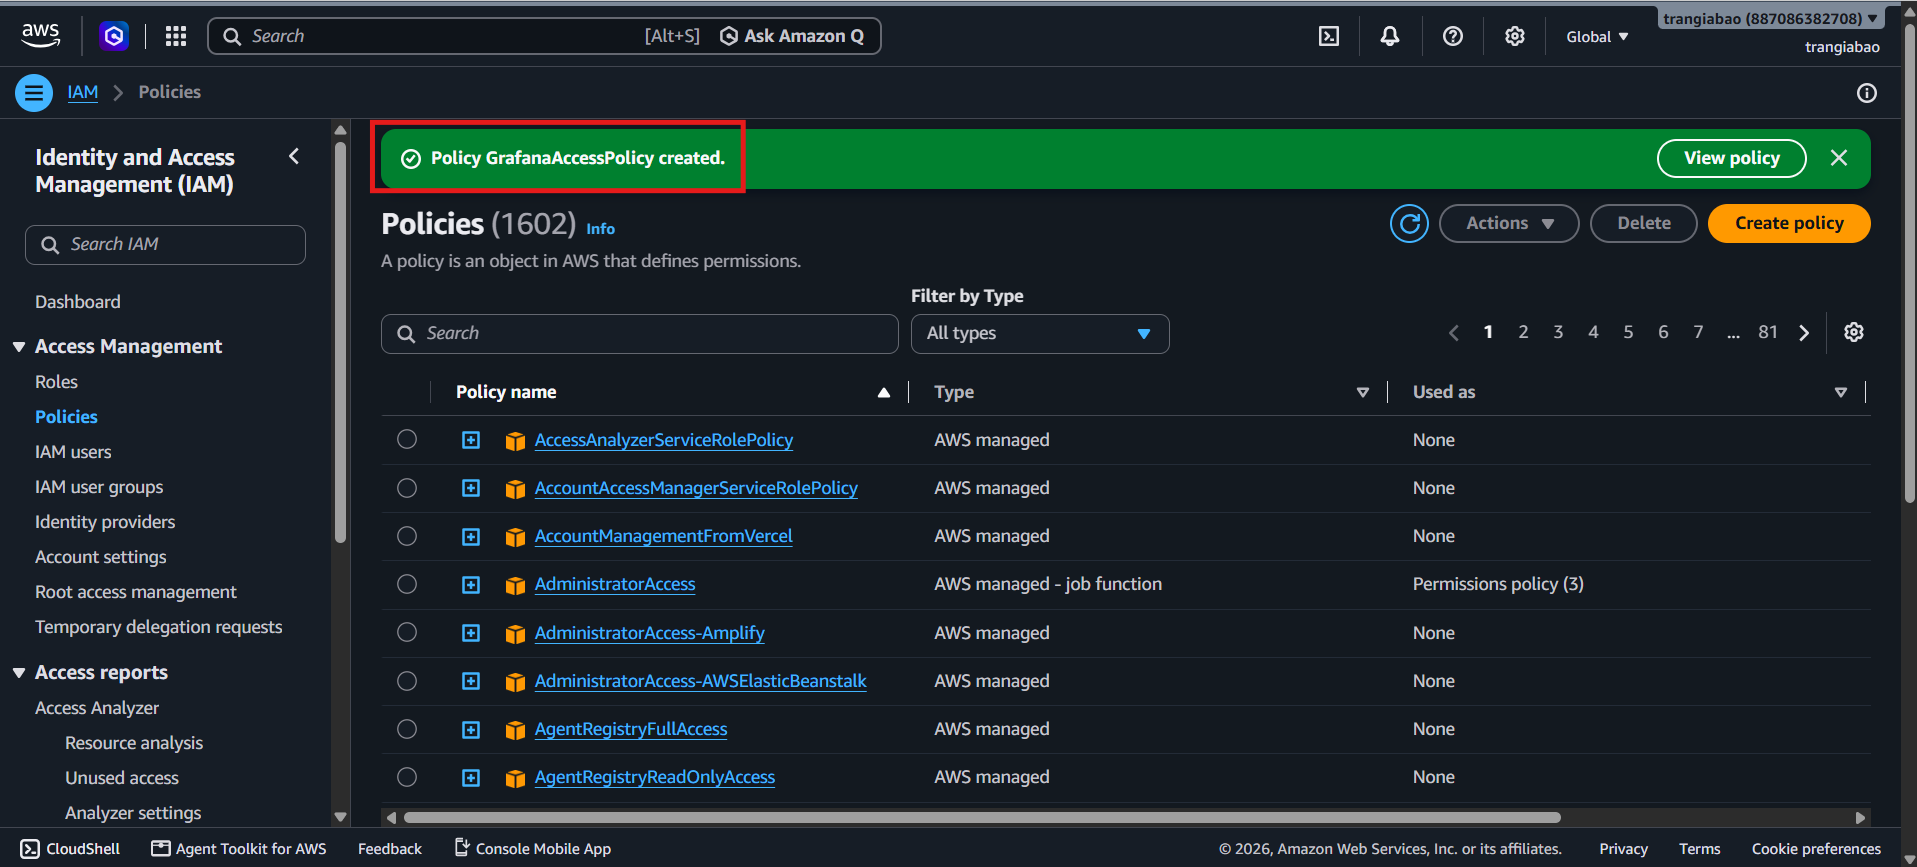 aws
Search
[Alt+S]
Ask Amazon Q
Global
trangiabao (887086382708)
trangiabao
IAM
Policies
Identity and Access
Management (IAM)
Search IAM
Dashboard
Access Management
Roles
Policies
IAM users
IAM user groups
Identity providers
Account settings
Root access management
Temporary delegation requests
Access reports
Access Analyzer
Resource analysis
Unused access
Analyzer settings
Policy GrafanaAccessPolicy created.
View policy
Policies (1602) Info
Actions
Delete
Create policy
A policy is an object in AWS that defines permissions.
Filter by Type
Search
All types
1 2 3 4 5 6 7 ... 81
Policy name Type Used as
AccessAnalyzerServiceRolePolicy AWS managed None
AccountAccessManagerServiceRolePolicy AWS managed None
AccountManagementFromVercel AWS managed None
AdministratorAccess AWS managed - job function Permissions policy (3)
AdministratorAccess-Amplify AWS managed None
AdministratorAccess-AWSElasticBeanstalk AWS managed None
AgentRegistryFullAccess AWS managed None
AgentRegistryReadOnlyAccess AWS managed None
CloudShell
Agent Toolkit for AWS
Feedback
Console Mobile App
© 2026, Amazon Web Services, Inc. or its affiliates.
Privacy
Terms
Cookie preferences